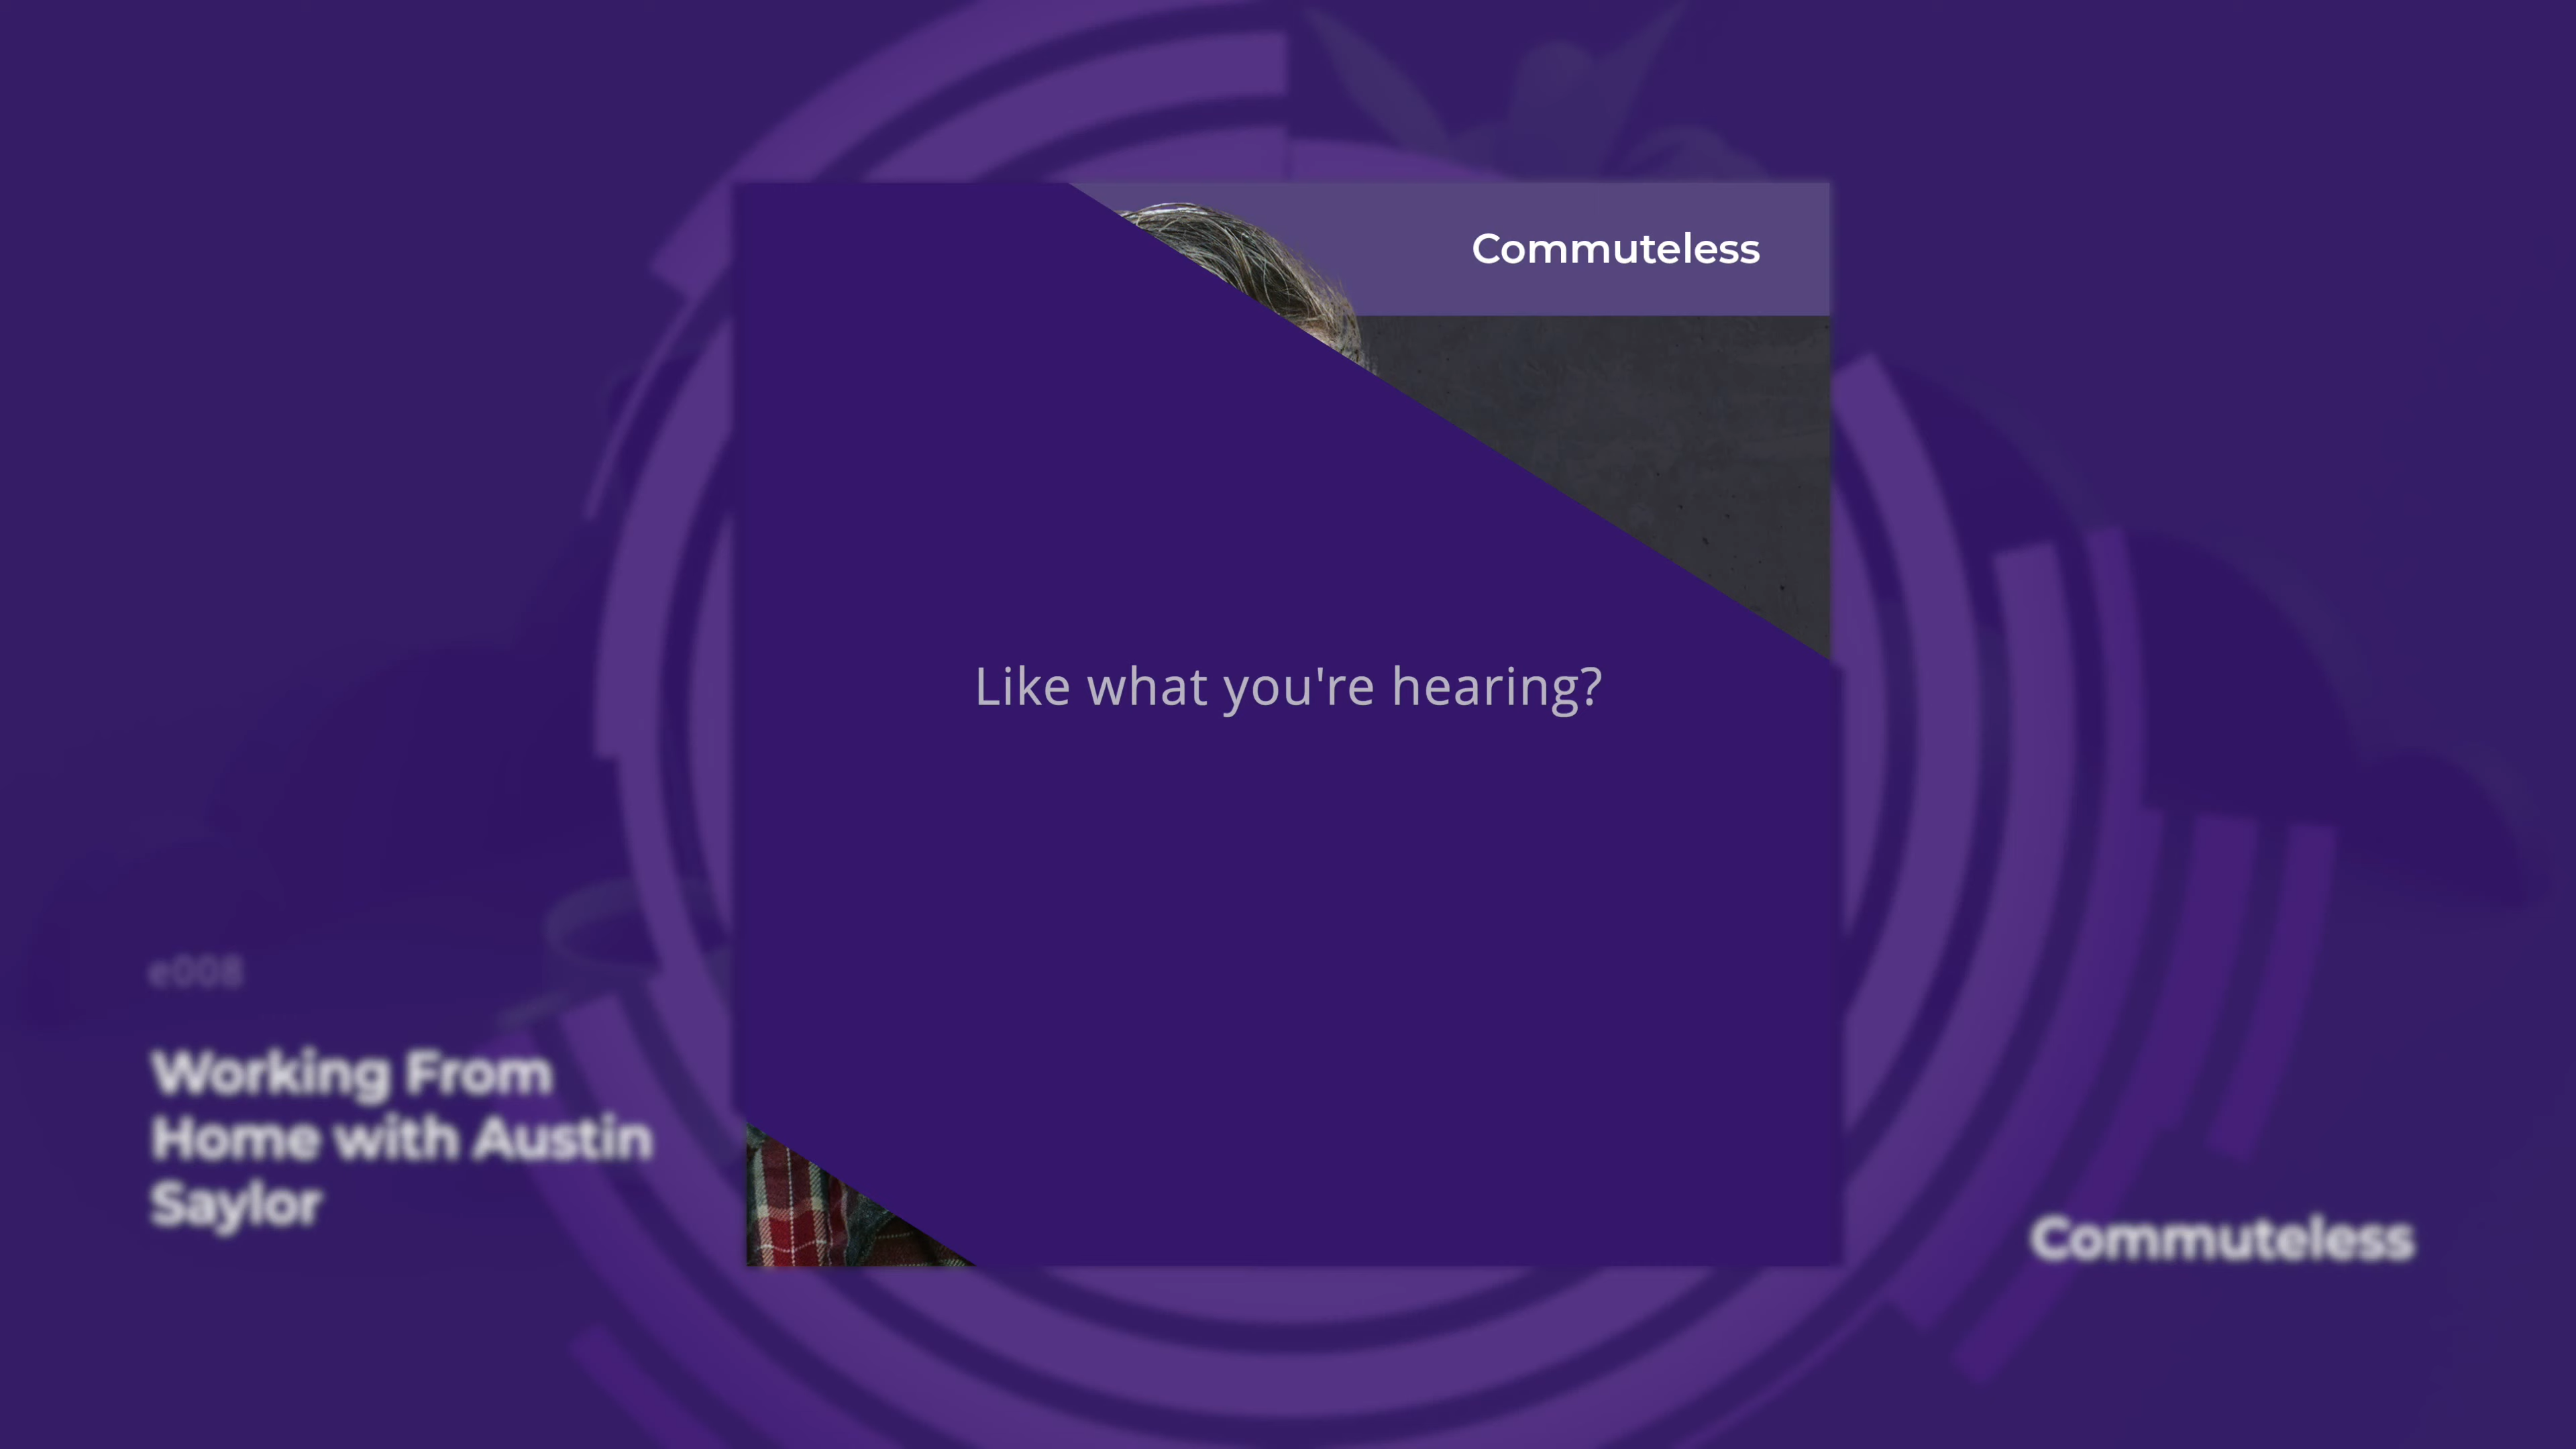 Commuteless
Like what you're hearing?
e008
Working From
Home with Austin
Saylor
Commuteless